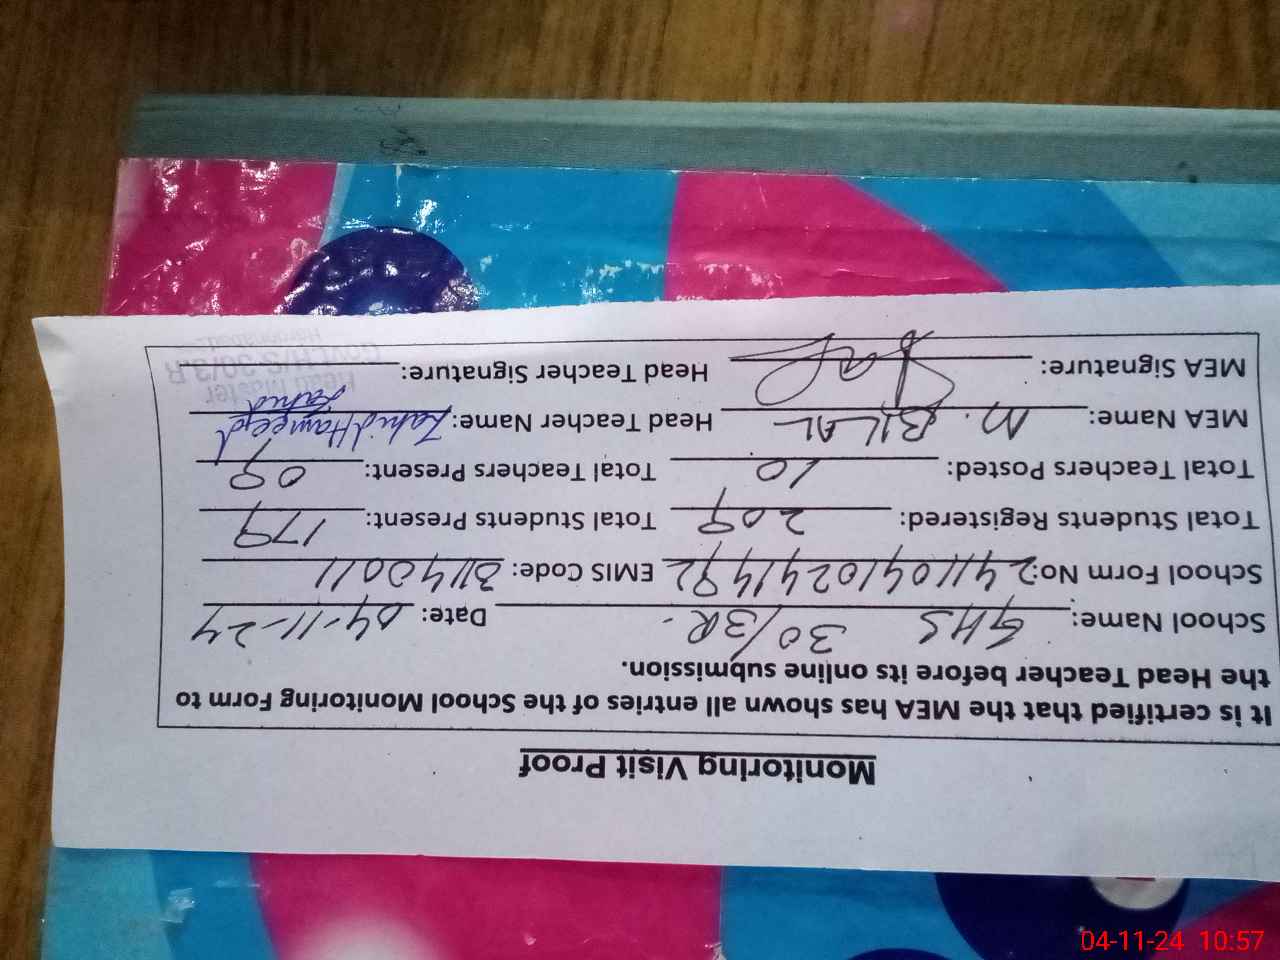 Monitoring Visit Proof
It is certified that the MEA has shown all entries of the School Monitoring Form to
the Head Teacher before its online submission.
School Name: GHS 30/3R. Date: 04-11-24
School Form No: 24110410241492 EMIS Code: 31140011
Total Students Registered: 209 Total Students Present: 179
Total Teachers Posted: 10 Total Teachers Present: 09
MEA Name: M. BILAL Head Teacher Name: Zahid Hameed
Zahid
MEA Signature: Head Teacher Signature:
Head Master
Govt. H/S 30/3.R
Haroonabad
04-11-24 10:57